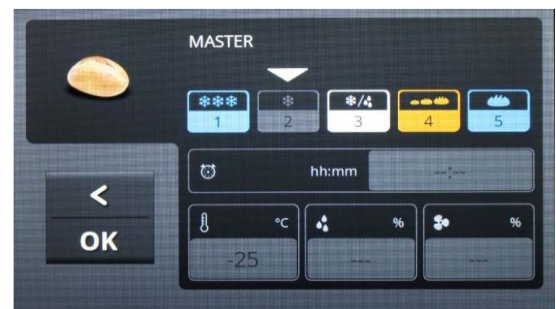 MASTER
1 2 3 4 5
hh:mm --:--
°C % %
-25 --- ---
<
OK